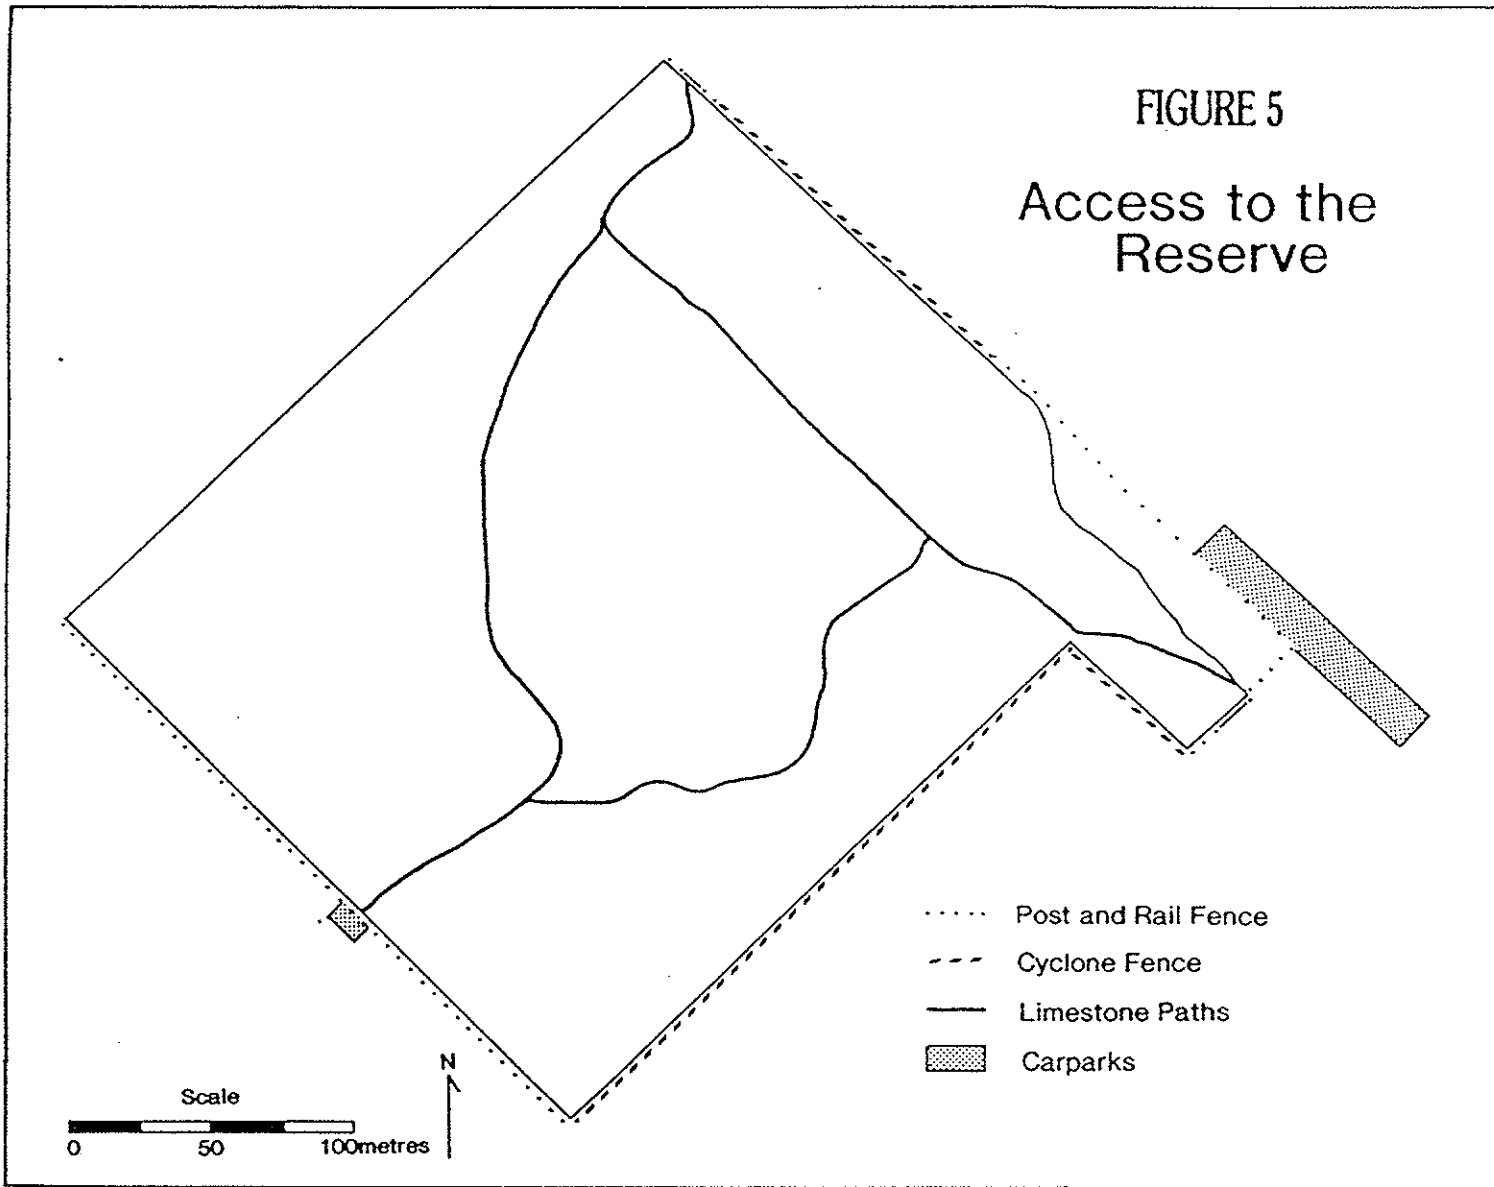 FIGURE 5
Access to the
Reserve
Post and Rail Fence
Cyclone Fence
Limestone Paths
Carparks
N
Scale
0 50 100metres